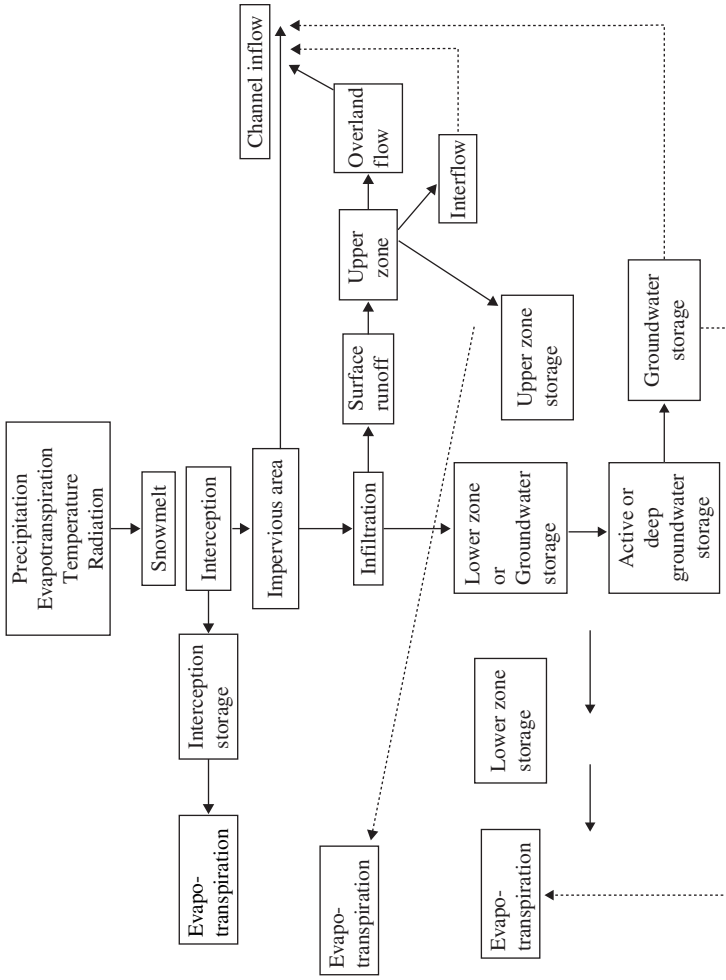 Precipitation
Evapotranspiration
Temperature
Radiation
Snowmelt
Interception
Interception
storage
Evapo-
transpiration
Impervious area
Channel inflow
Infiltration
Surface
runoff
Upper
zone
Overland
flow
Interflow
Upper zone
storage
Evapo-
transpiration
Lower zone
or
Groundwater
storage
Lower zone
storage
Evapo-
transpiration
Active or
deep
groundwater
storage
Groundwater
storage